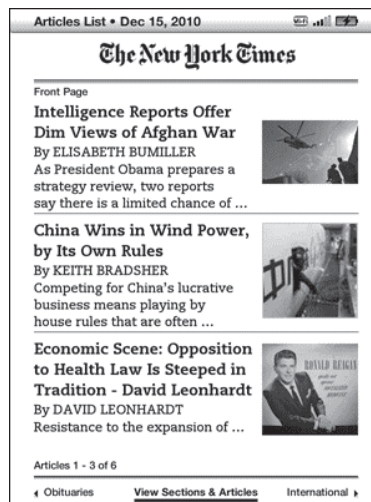 Articles List • Dec 15, 2010
The New York Times
Front Page
Intelligence Reports Offer
Dim Views of Afghan War
By ELISABETH BUMILLER
As President Obama prepares a
strategy review, two reports
say there is a limited chance of ...
China Wins in Wind Power,
by Its Own Rules
By KEITH BRADSHER
Competing for China's lucrative
business means playing by
house rules that are often ...
Economic Scene: Opposition
to Health Law Is Steeped in
Tradition - David Leonhardt
By DAVID LEONHARDT
Resistance to the expansion of ...
RONALD REAGAN
Articles 1 - 3 of 6
Obituaries
View Sections & Articles
International